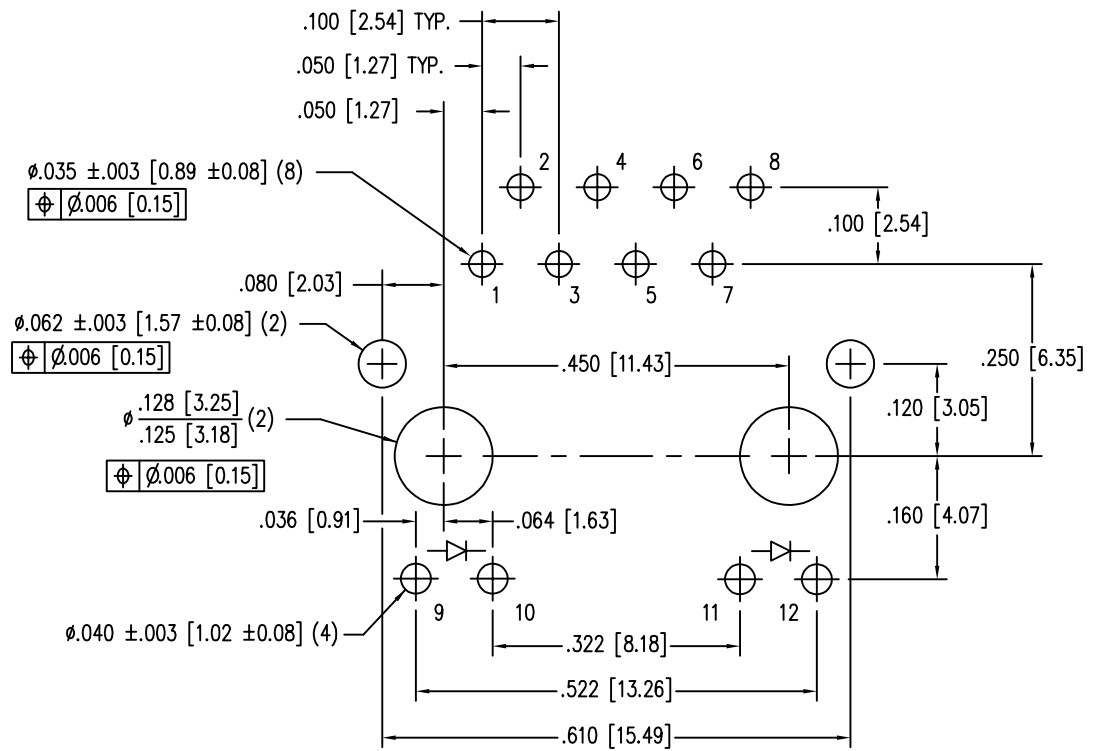 .100 [2.54] TYP.
.050 [1.27] TYP.
.050 [1.27]
2 4 6 8
⌀.035 ±.003 [0.89 ±0.08] (8)
⌖ ⌀.006 [0.15]
.100 [2.54]
1 3 5 7
.080 [2.03]
⌀.062 ±.003 [1.57 ±0.08] (2)
⌖ ⌀.006 [0.15]
.450 [11.43]
.250 [6.35]
.120 [3.05]
⌀ .128 [3.25]
.125 [3.18] (2)
⌖ ⌀.006 [0.15]
.036 [0.91]
.064 [1.63]
.160 [4.07]
9 10 11 12
⌀.040 ±.003 [1.02 ±0.08] (4)
.322 [8.18]
.522 [13.26]
.610 [15.49]